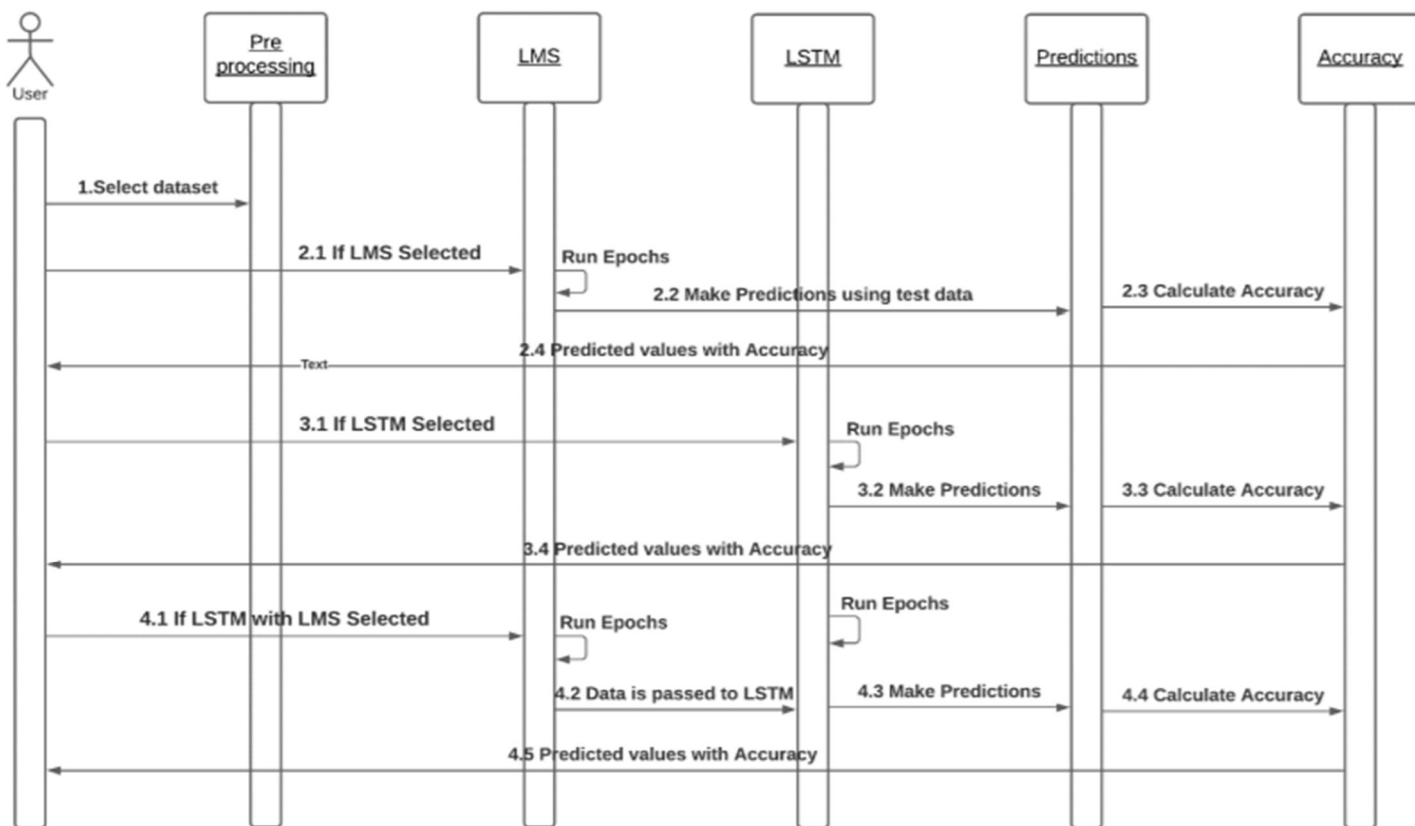 User
Pre
processing
LMS
LSTM
Predictions
Accuracy
1.Select dataset
2.1 If LMS Selected
Run Epochs
2.2 Make Predictions using test data
2.3 Calculate Accuracy
2.4 Predicted values with Accuracy
Text
3.1 If LSTM Selected
Run Epochs
3.2 Make Predictions
3.3 Calculate Accuracy
3.4 Predicted values with Accuracy
4.1 If LSTM with LMS Selected
Run Epochs
Run Epochs
4.2 Data is passed to LSTM
4.3 Make Predictions
4.4 Calculate Accuracy
4.5 Predicted values with Accuracy